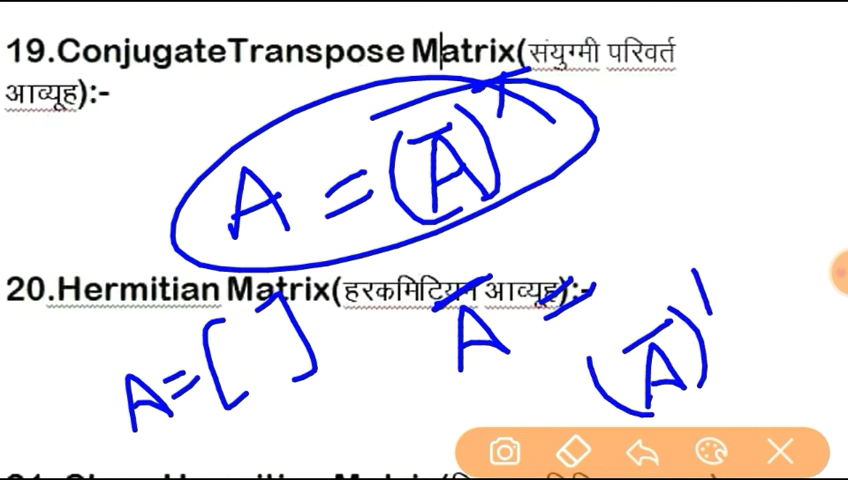 19.ConjugateTranspose Matrix(संयुग्मी परिवर्त
आव्यूह):-
A = (A̅)'
20.Hermitian Matrix(हरकमिटियन आव्यूह):-
A = [ ] A̅ = (A̅)'